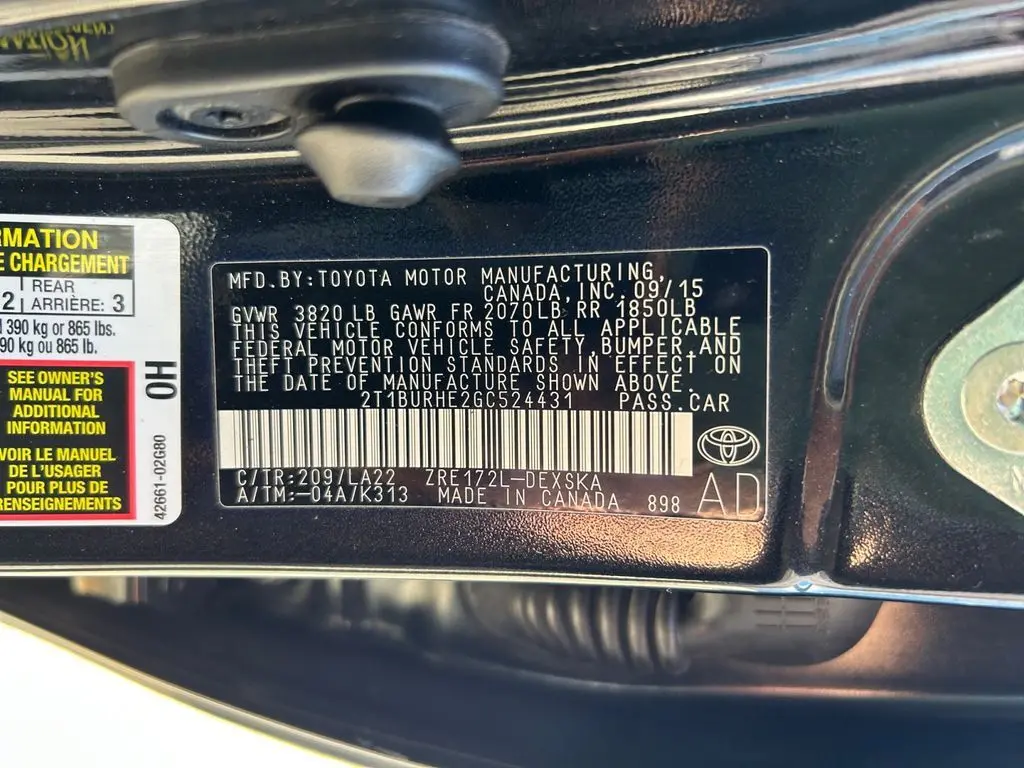 RMATION
E CHARGEMENT
2 REAR
ARRIÈRE: 3
390 kg or 865 lbs.
90 kg ou 865 lb.
SEE OWNER'S
MANUAL FOR
ADDITIONAL
INFORMATION
VOIR LE MANUEL
DE L'USAGER
POUR PLUS DE
RENSEIGNEMENTS
0H
42661-02G80
MFD.BY:TOYOTA MOTOR MANUFACTURING,
CANADA,INC.09/15
GVWR 3820 LB GAWR FR 2070LB RR 1850LB
THIS VEHICLE CONFORMS TO ALL APPLICABLE
FEDERAL MOTOR VEHICLE SAFETY,BUMPER,AND
THEFT PREVENTION STANDARDS IN EFFECT ON
THE DATE OF MANUFACTURE SHOWN ABOVE.
2T1BURHE2GC524431 PASS.CAR
C/TR:209/LA22 ZRE172L-DEXSKA
A/TM:-04A/K313 MADE IN CANADA 898
AD